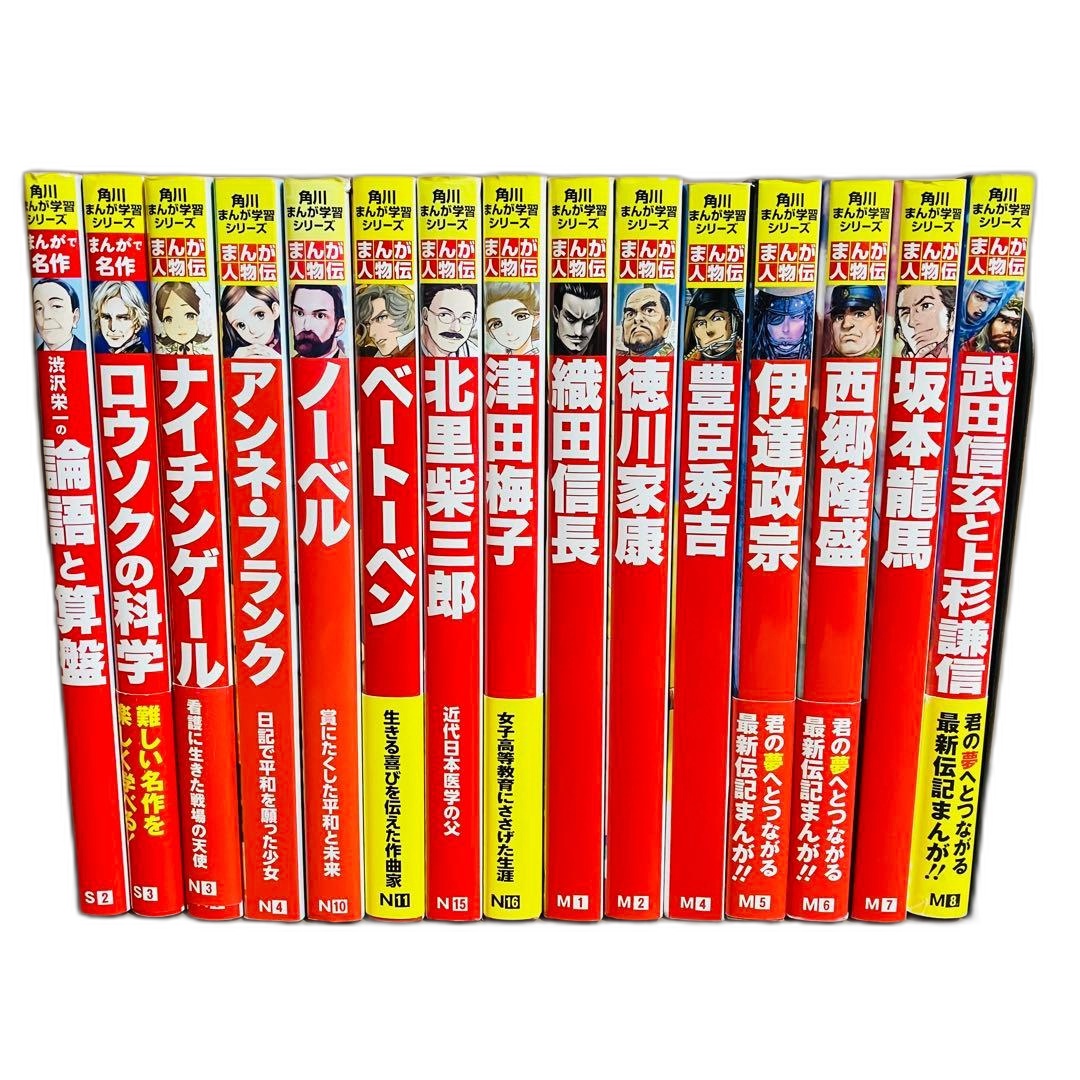 角川
まんが学習
シリーズ
まんがで
名作
渋沢栄一の
論語と算盤
S2
角川
まんが学習
シリーズ
まんがで
名作
ロウソクの科学
難しい名作を
楽しく学べる!
S3
角川
まんが学習
シリーズ
まんが
人物伝
ナイチンゲール
看護に生きた戦場の天使
N3
角川
まんが学習
シリーズ
まんが
人物伝
アンネ・フランク
日記で平和を願った少女
N4
角川
まんが学習
シリーズ
まんが
人物伝
ノーベル
賞にたくした平和と未来
N10
角川
まんが学習
シリーズ
まんが
人物伝
ベートーベン
生きる喜びを伝えた作曲家
N11
角川
まんが学習
シリーズ
まんが
人物伝
北里柴三郎
近代日本医学の父
N15
角川
まんが学習
シリーズ
まんが
人物伝
津田梅子
女子高等教育にささげた生涯
N16
角川
まんが学習
シリーズ
まんが
人物伝
織田信長
M1
角川
まんが学習
シリーズ
まんが
人物伝
徳川家康
M2
角川
まんが学習
シリーズ
まんが
人物伝
豊臣秀吉
M4
角川
まんが学習
シリーズ
まんが
人物伝
伊達政宗
君の夢へとつながる
最新伝記まんが!!
M5
角川
まんが学習
シリーズ
まんが
人物伝
西郷隆盛
君の夢へとつながる
最新伝記まんが!!
M6
角川
まんが学習
シリーズ
まんが
人物伝
坂本龍馬
M7
角川
まんが学習
シリーズ
まんが
人物伝
武田信玄と上杉謙信
君の夢へとつながる
最新伝記まんが!!
M8